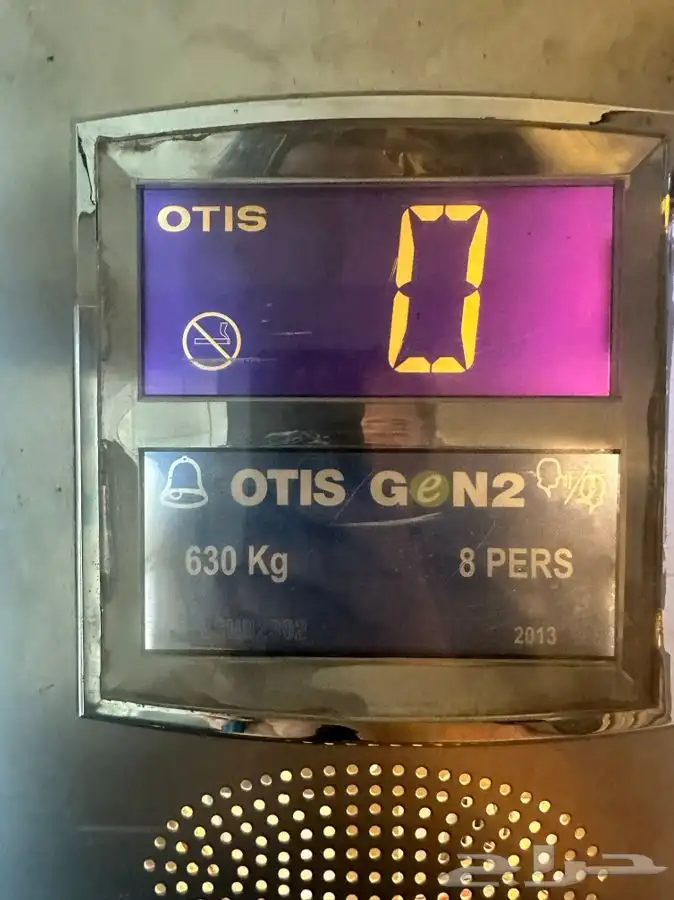 OTIS
0
OTIS GeN2
630 Kg 8 PERS
2013
حراج